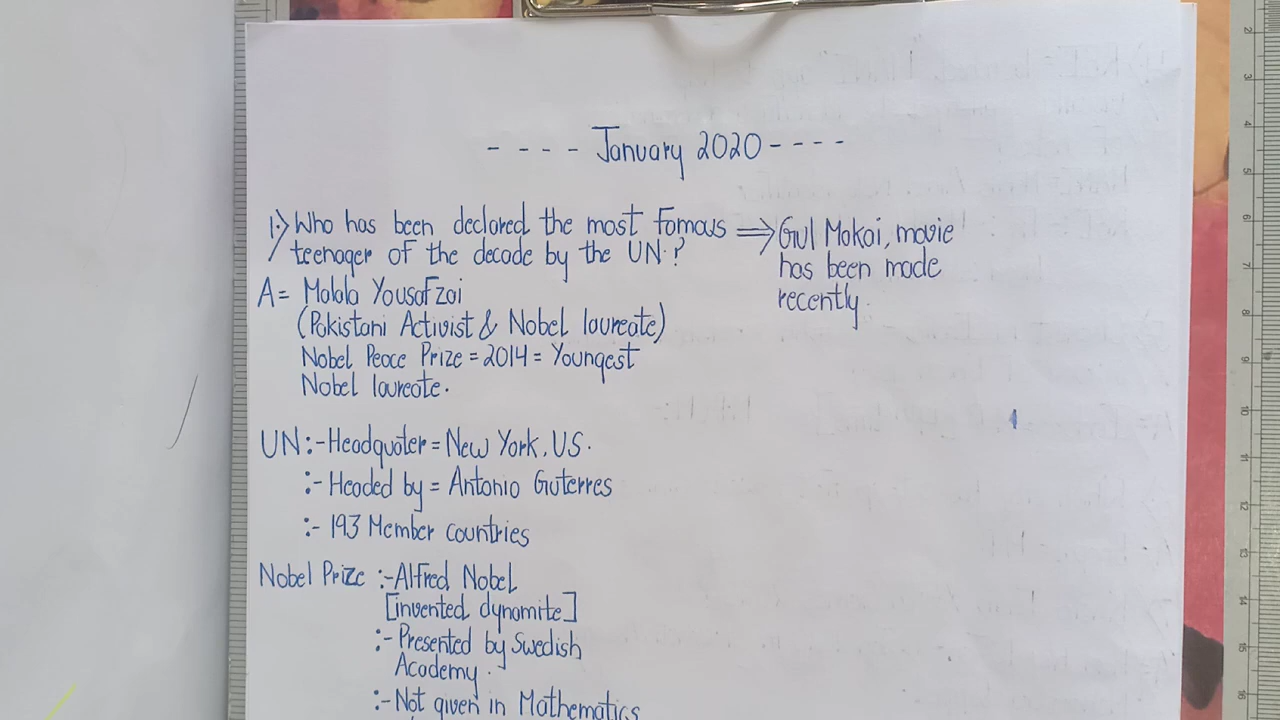 - - - - January 2020 - - - -
1.) Who has been declared the most famous
teenager of the decade by the UN.?
⟹ Gul Makai, movie
has been made
recently.
A = Malala Yousafzai
(Pakistani Activist & Nobel laureate)
Nobel Peace Prize = 2014 = Youngest
Nobel laureate.
UN :- Headquater = New York, US.
:- Headed by = Antonio Guterres
:- 193 Member countries
Nobel Prize :- Alfred Nobel
[invented dynamite]
:- Presented by Swedish
Academy.
:- Not given in Mathematics